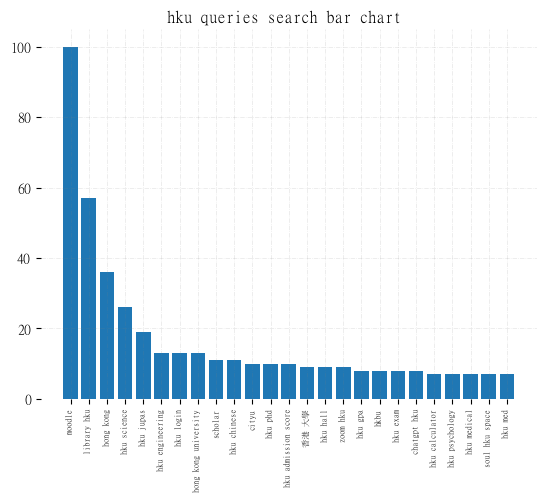 hku queries search bar chart
100
80
60
40
20
0
moodle
library hku
hong kong
hku science
hku jupas
hku engineering
hku login
hong kong university
scholar
hku chinese
cityu
hku phd
hku admission score
香港 大學
hku hall
zoom hku
hku gpa
hkbu
hku exam
chatgpt hku
hku calculator
hku psychology
hku medical
soul hku space
hku med